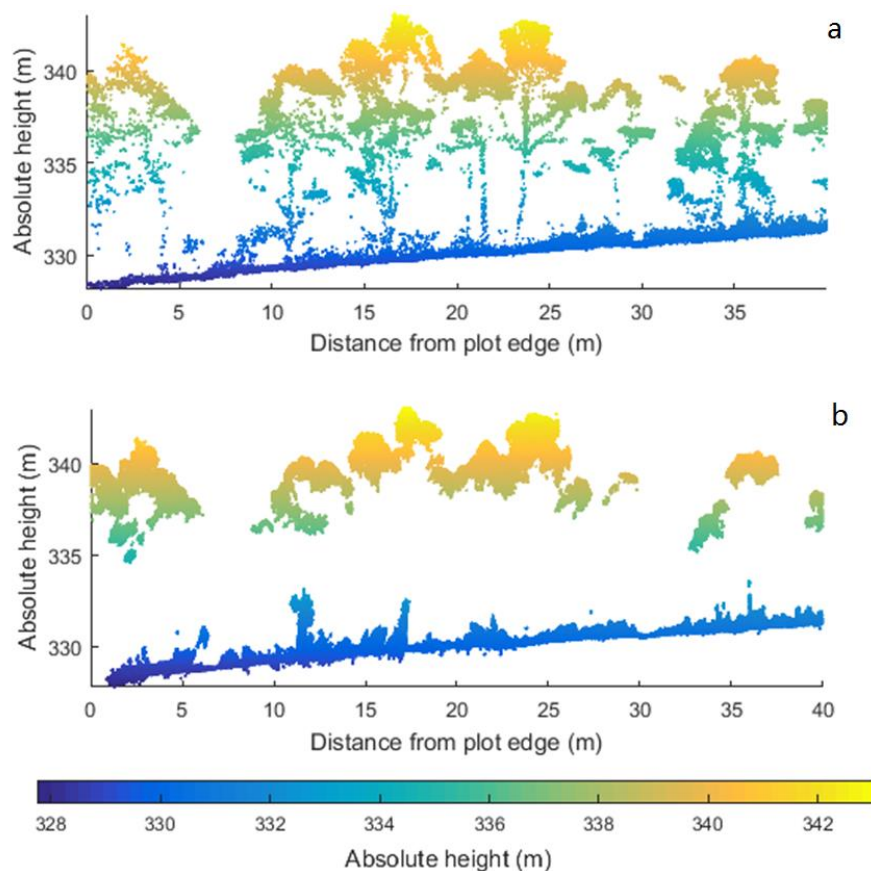 a
Absolute height (m)
340
335
330
0 5 10 15 20 25 30 35
Distance from plot edge (m)
b
Absolute height (m)
340
335
330
0 5 10 15 20 25 30 35 40
Distance from plot edge (m)
328 330 332 334 336 338 340 342
Absolute height (m)